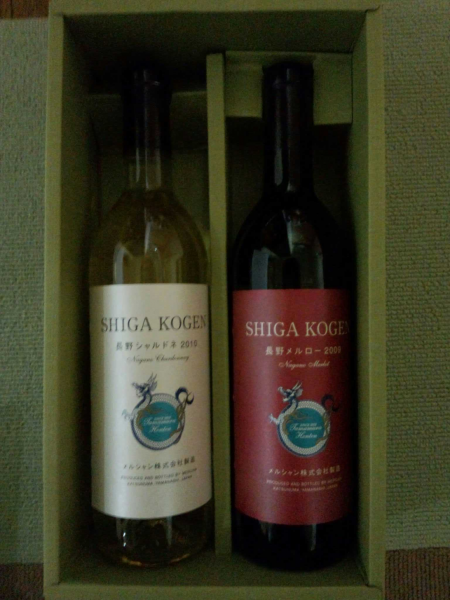 SHIGA KOGEN
長野シャルドネ 2010
Nagano Chardonnay
メルシャン株式会社製造
SHIGA KOGEN
長野メルロー 2009
Nagano Merlot
メルシャン株式会社製造